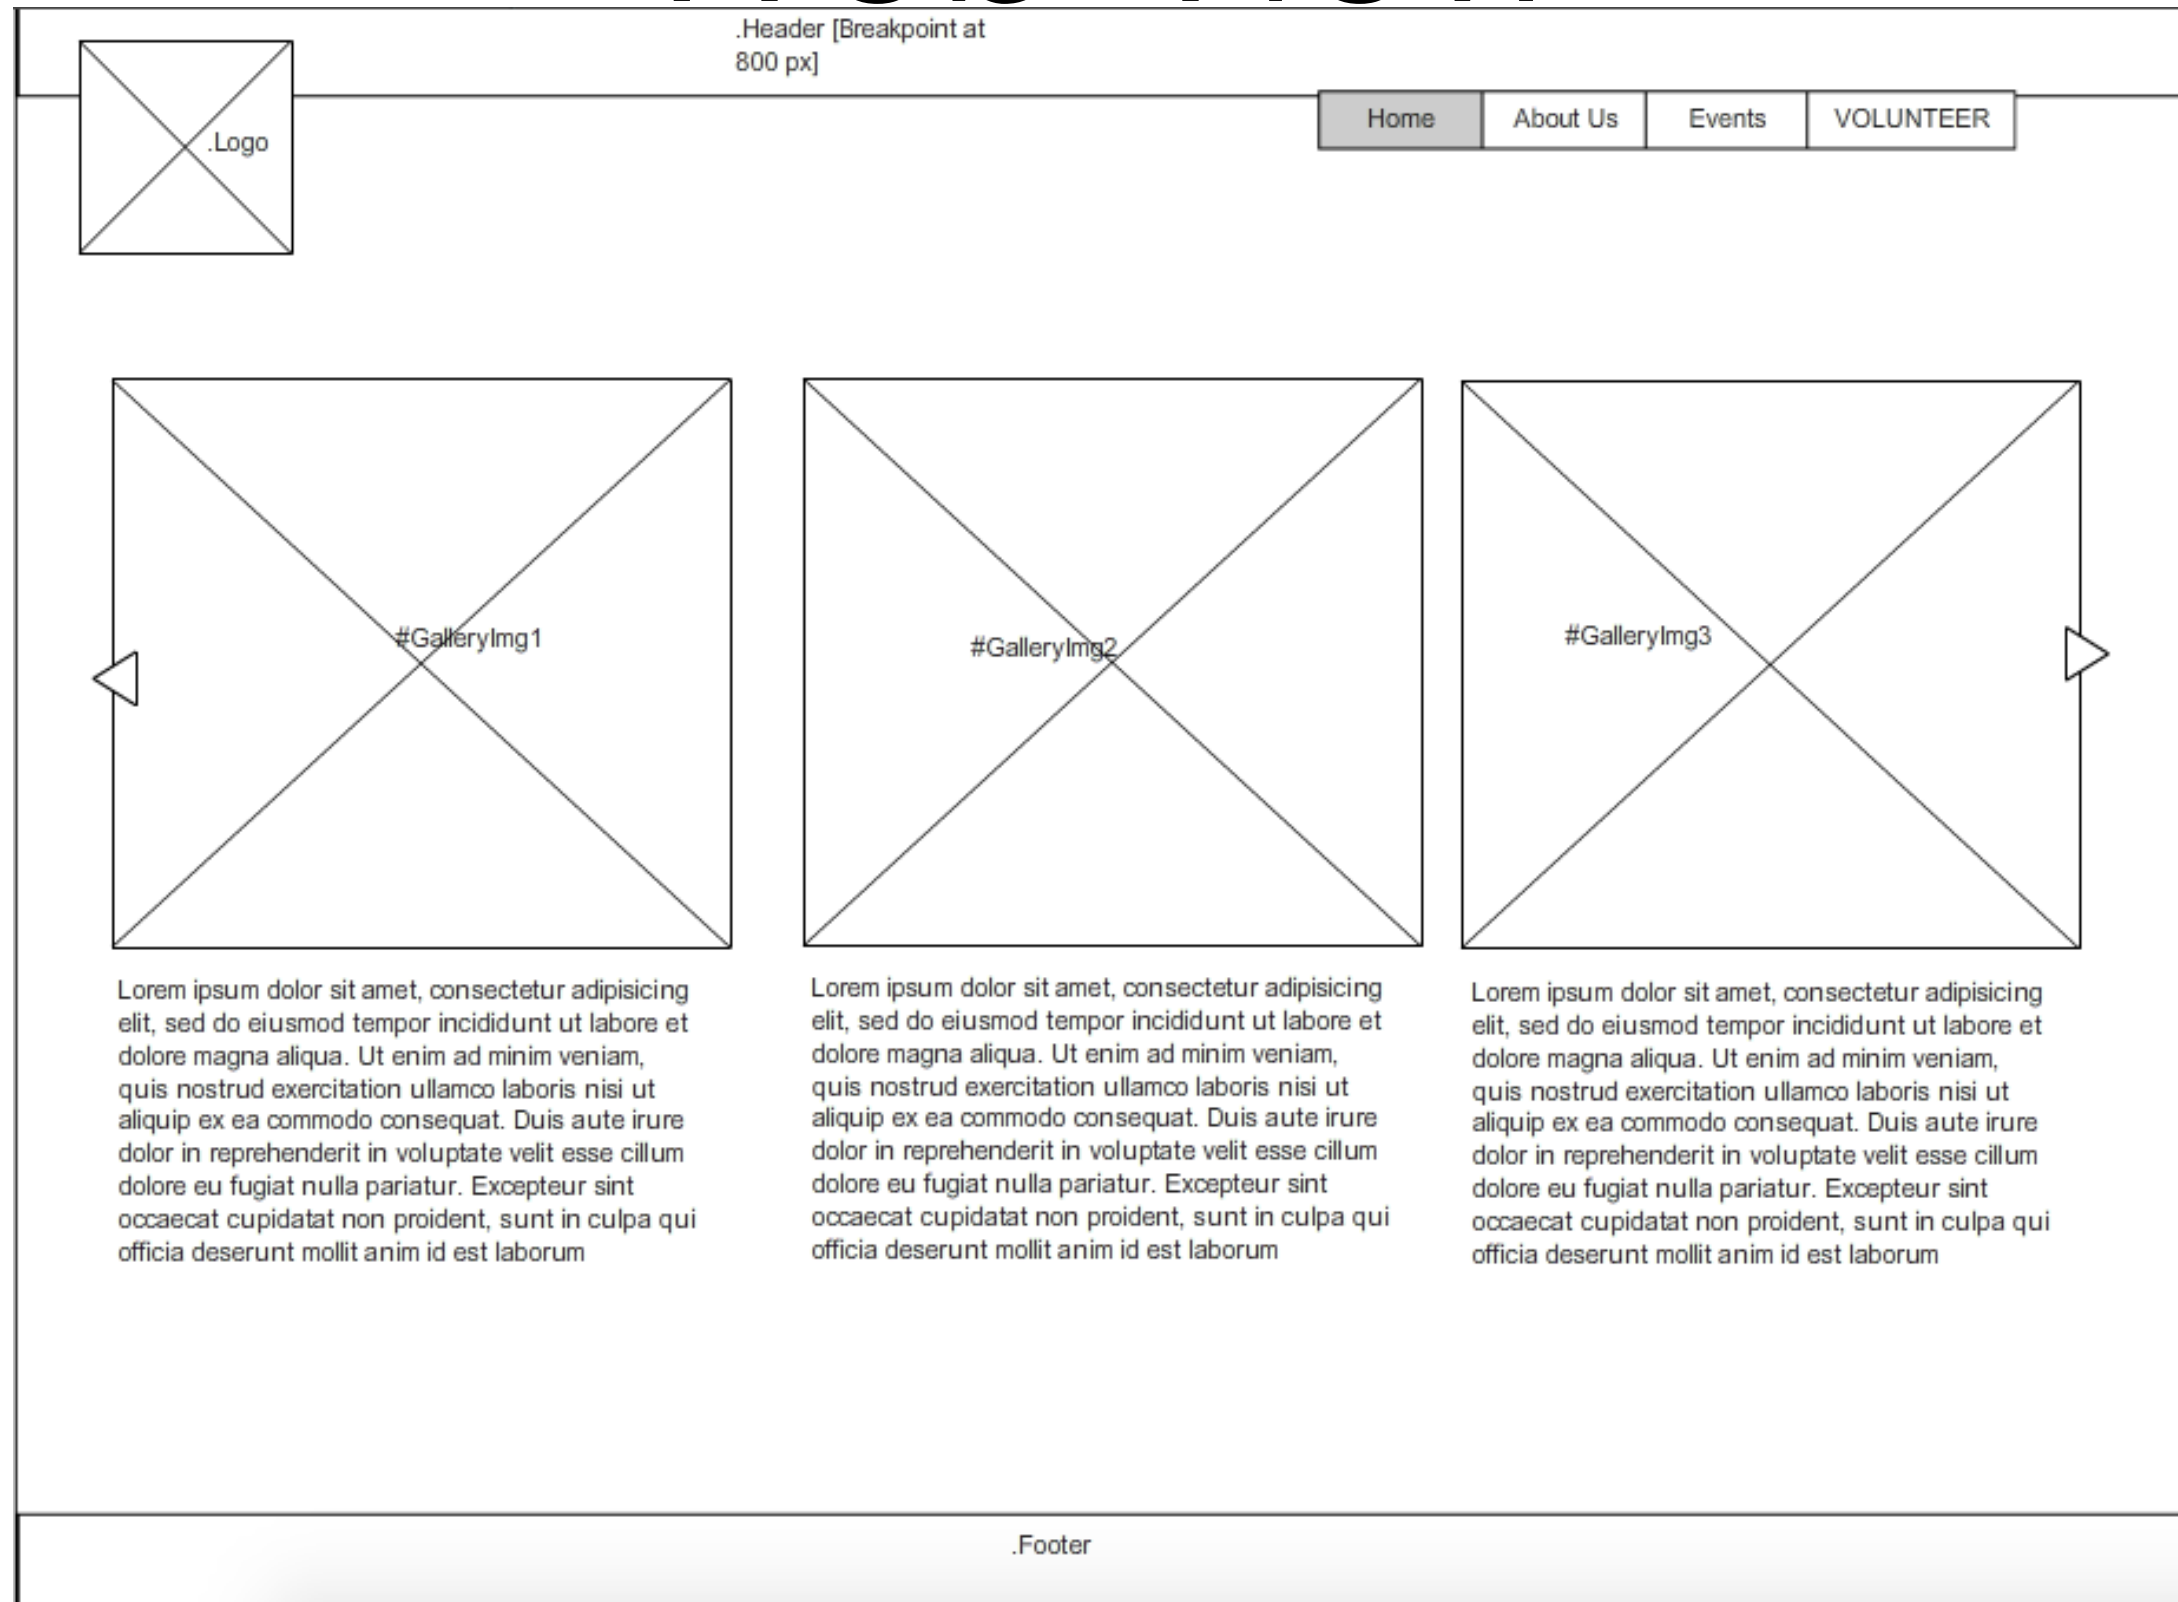 .Header [Breakpoint at
800 px]
.Logo
Home
About Us
Events
VOLUNTEER
#GalleryImg1
#GalleryImg2
#GalleryImg3
Lorem ipsum dolor sit amet, consectetur adipisicing
elit, sed do eiusmod tempor incididunt ut labore et
dolore magna aliqua. Ut enim ad minim veniam,
quis nostrud exercitation ullamco laboris nisi ut
aliquip ex ea commodo consequat. Duis aute irure
dolor in reprehenderit in voluptate velit esse cillum
dolore eu fugiat nulla pariatur. Excepteur sint
occaecat cupidatat non proident, sunt in culpa qui
officia deserunt mollit anim id est laborum
Lorem ipsum dolor sit amet, consectetur adipisicing
elit, sed do eiusmod tempor incididunt ut labore et
dolore magna aliqua. Ut enim ad minim veniam,
quis nostrud exercitation ullamco laboris nisi ut
aliquip ex ea commodo consequat. Duis aute irure
dolor in reprehenderit in voluptate velit esse cillum
dolore eu fugiat nulla pariatur. Excepteur sint
occaecat cupidatat non proident, sunt in culpa qui
officia deserunt mollit anim id est laborum
Lorem ipsum dolor sit amet, consectetur adipisicing
elit, sed do eiusmod tempor incididunt ut labore et
dolore magna aliqua. Ut enim ad minim veniam,
quis nostrud exercitation ullamco laboris nisi ut
aliquip ex ea commodo consequat. Duis aute irure
dolor in reprehenderit in voluptate velit esse cillum
dolore eu fugiat nulla pariatur. Excepteur sint
occaecat cupidatat non proident, sunt in culpa qui
officia deserunt mollit anim id est laborum
.Footer